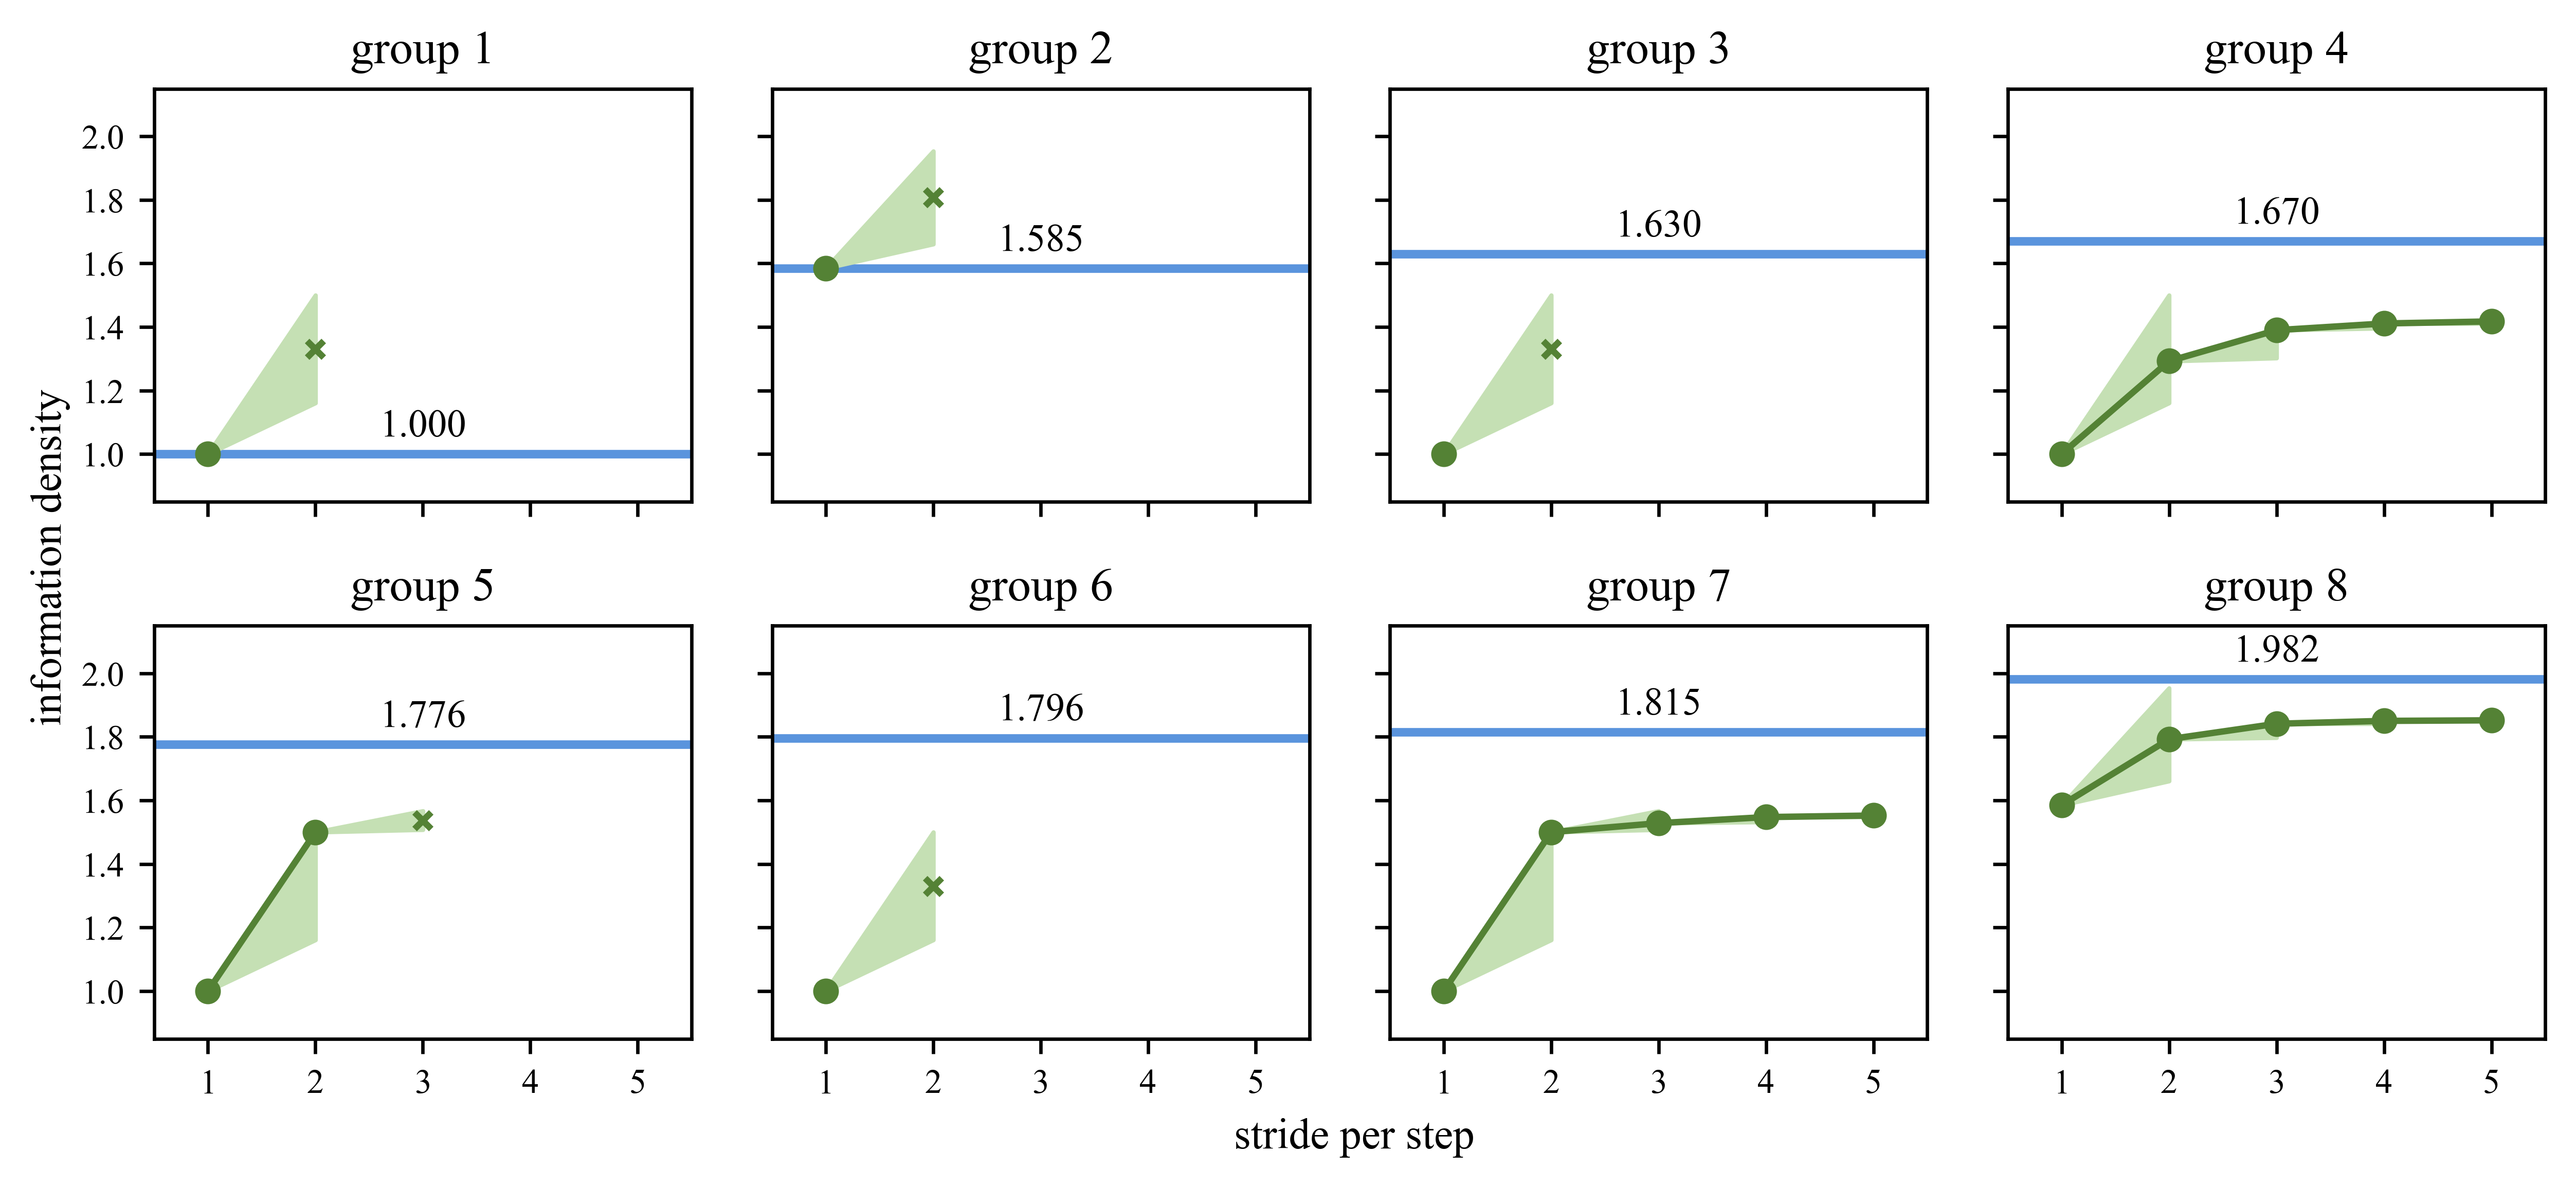 group 1
group 2
group 3
group 4
2.0
1.8
1.6
1.4
1.2
1.0
1.000
1.585
1.630
1.670
information density
group 5
group 6
group 7
group 8
2.0
1.8
1.6
1.4
1.2
1.0
1.776
1.796
1.815
1.982
1 2 3 4 5
1 2 3 4 5
1 2 3 4 5
1 2 3 4 5
stride per step